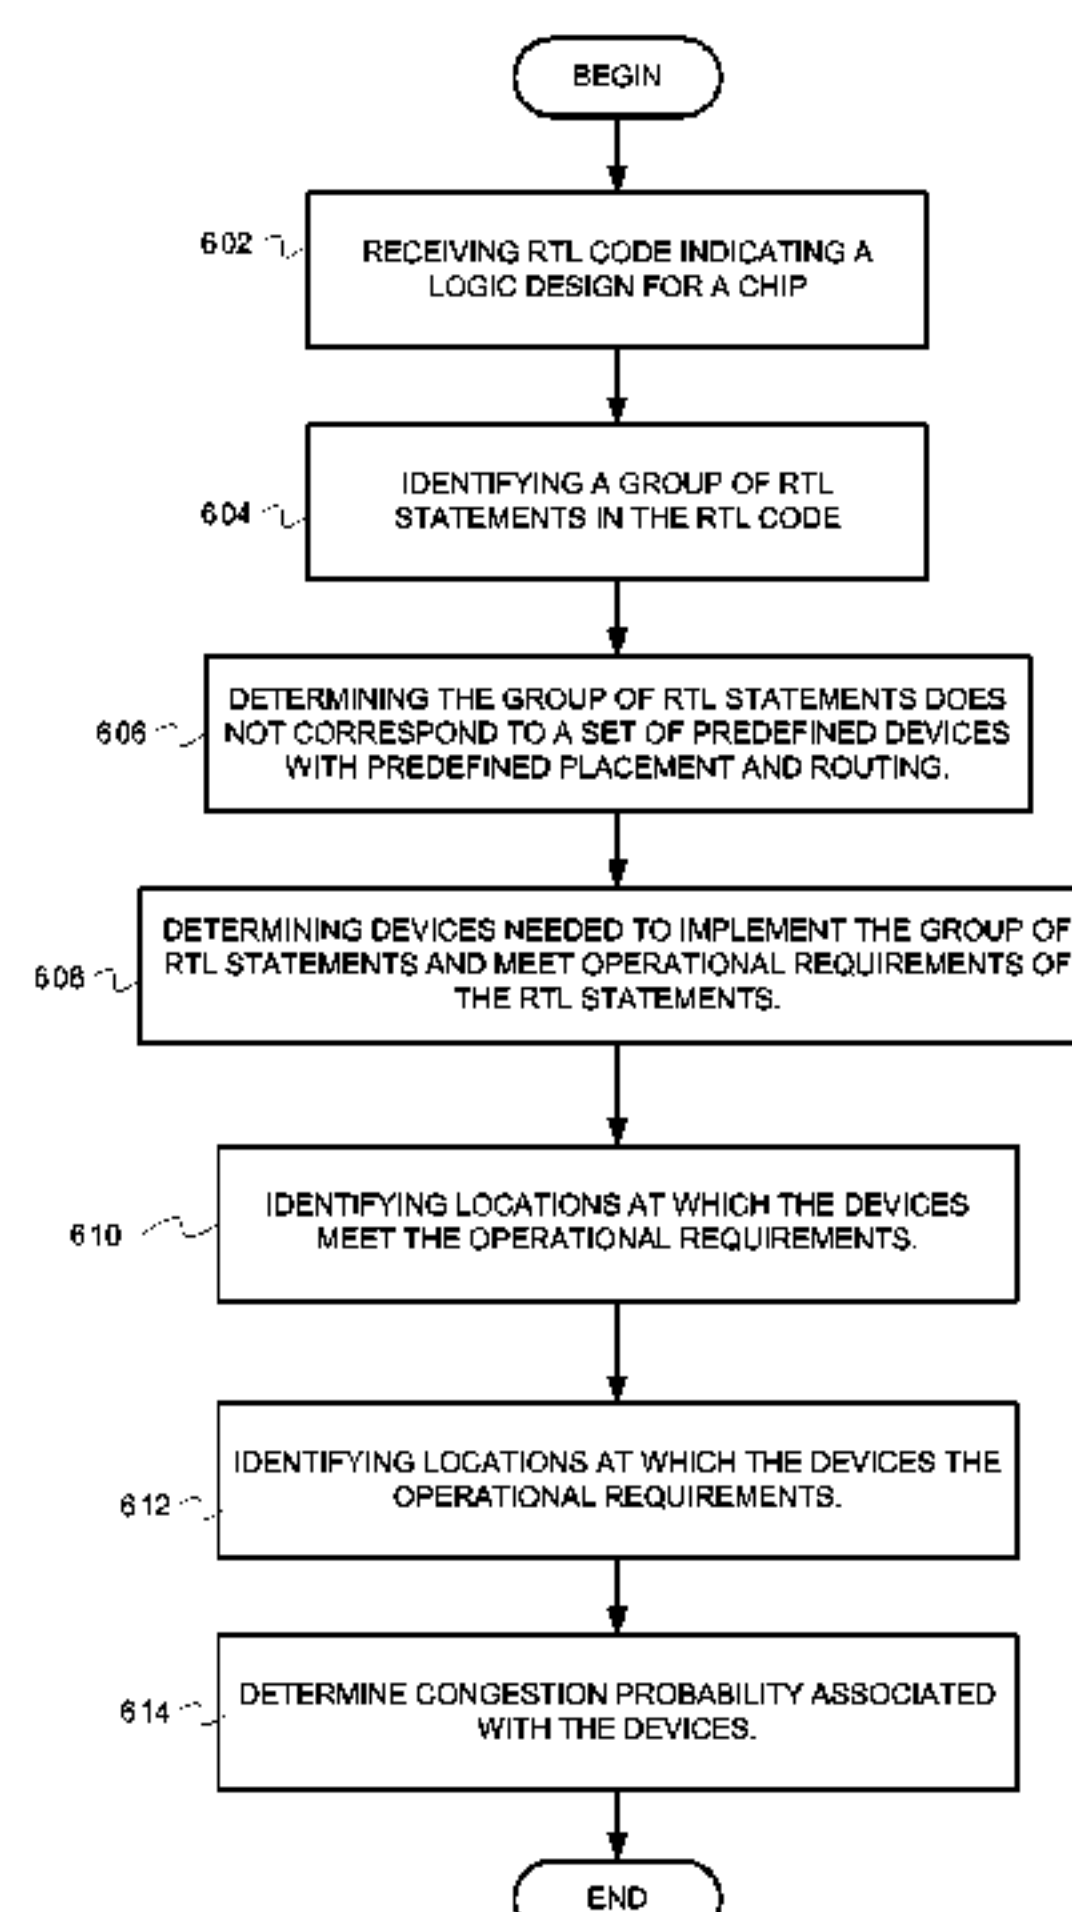 BEGIN
602
RECEIVING RTL CODE INDICATING A
LOGIC DESIGN FOR A CHIP
604
IDENTIFYING A GROUP OF RTL
STATEMENTS IN THE RTL CODE
606
DETERMINING THE GROUP OF RTL STATEMENTS DOES
NOT CORRESPOND TO A SET OF PREDEFINED DEVICES
WITH PREDEFINED PLACEMENT AND ROUTING.
608
DETERMINING DEVICES NEEDED TO IMPLEMENT THE GROUP OF
RTL STATEMENTS AND MEET OPERATIONAL REQUIREMENTS OF
THE RTL STATEMENTS.
610
IDENTIFYING LOCATIONS AT WHICH THE DEVICES
MEET THE OPERATIONAL REQUIREMENTS.
612
IDENTIFYING LOCATIONS AT WHICH THE DEVICES THE
OPERATIONAL REQUIREMENTS.
614
DETERMINE CONGESTION PROBABILITY ASSOCIATED
WITH THE DEVICES.
END